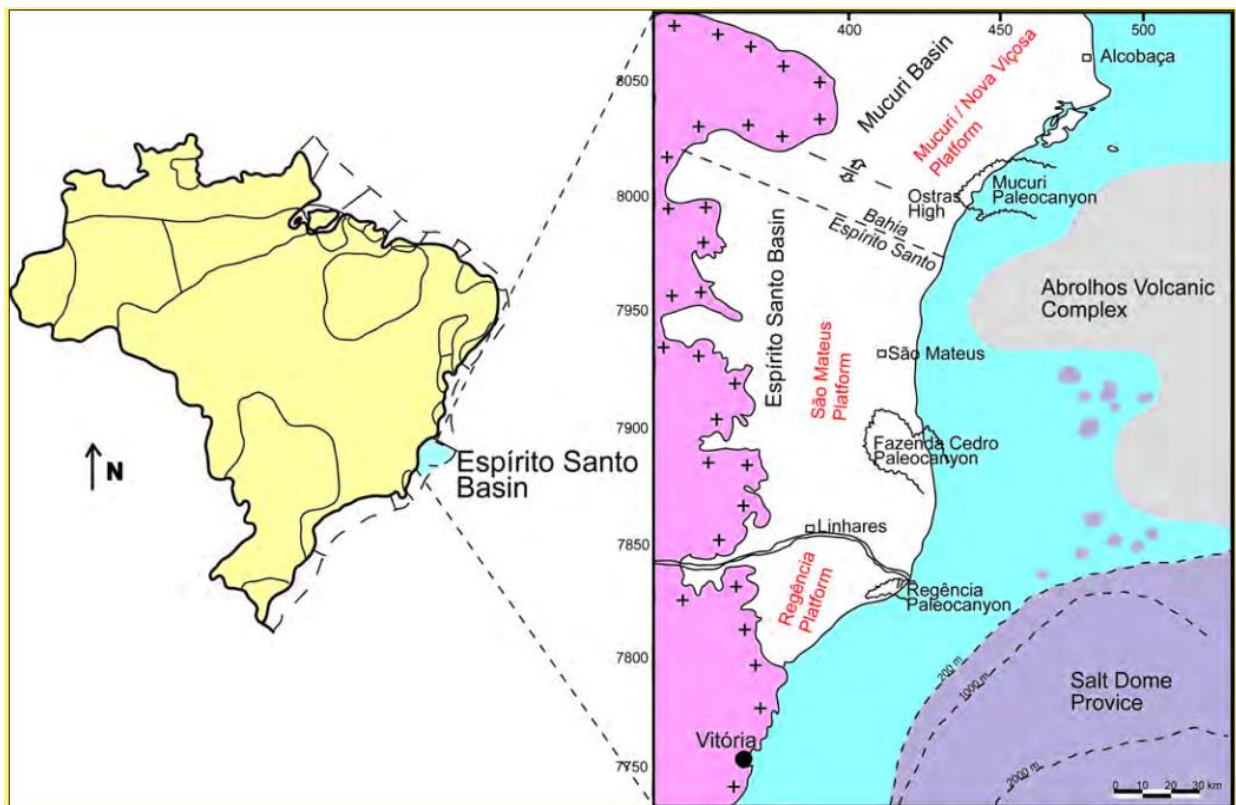 N
Espírito Santo
Basin
400
450
500
8050
8000
7950
7900
7850
7800
7750
Alcobaça
Mucuri Basin
Mucuri / Nova Viçosa
Platform
Ostras
High
Mucuri
Paleocanyon
Bahia
Espírito Santo
Espírito Santo Basin
Abrolhos Volcanic
Complex
São Mateus
São Mateus
Platform
Fazenda Cedro
Paleocanyon
Linhares
Regência
Platform
Regência
Paleocanyon
200 m
1000 m
2000 m
Salt Dome
Provice
Vitória
0 10 20 30 km